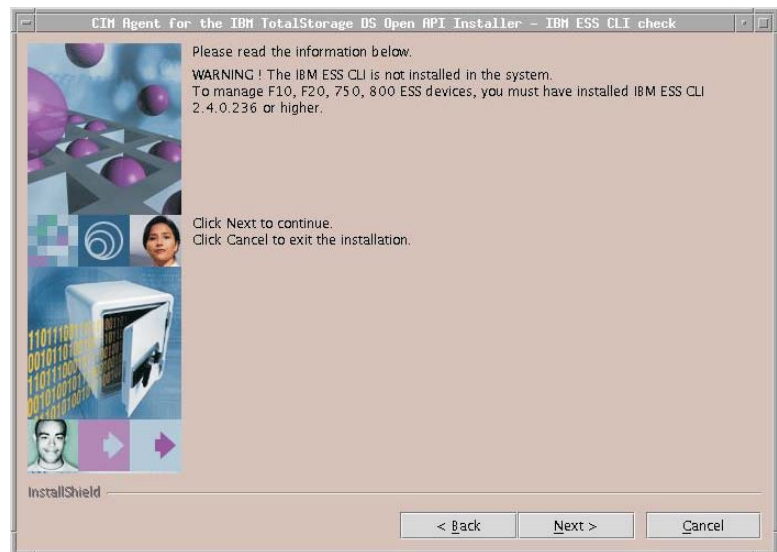 CIM Agent for the IBM TotalStorage DS Open API Installer – IBM ESS CLI check
Please read the information below.
WARNING ! The IBM ESS CLI is not installed in the system.
To manage F10, F20, 750, 800 ESS devices, you must have installed IBM ESS CLI
2.4.0.236 or higher.
Click Next to continue.
Click Cancel to exit the installation.
InstallShield
< Back
Next >
Cancel